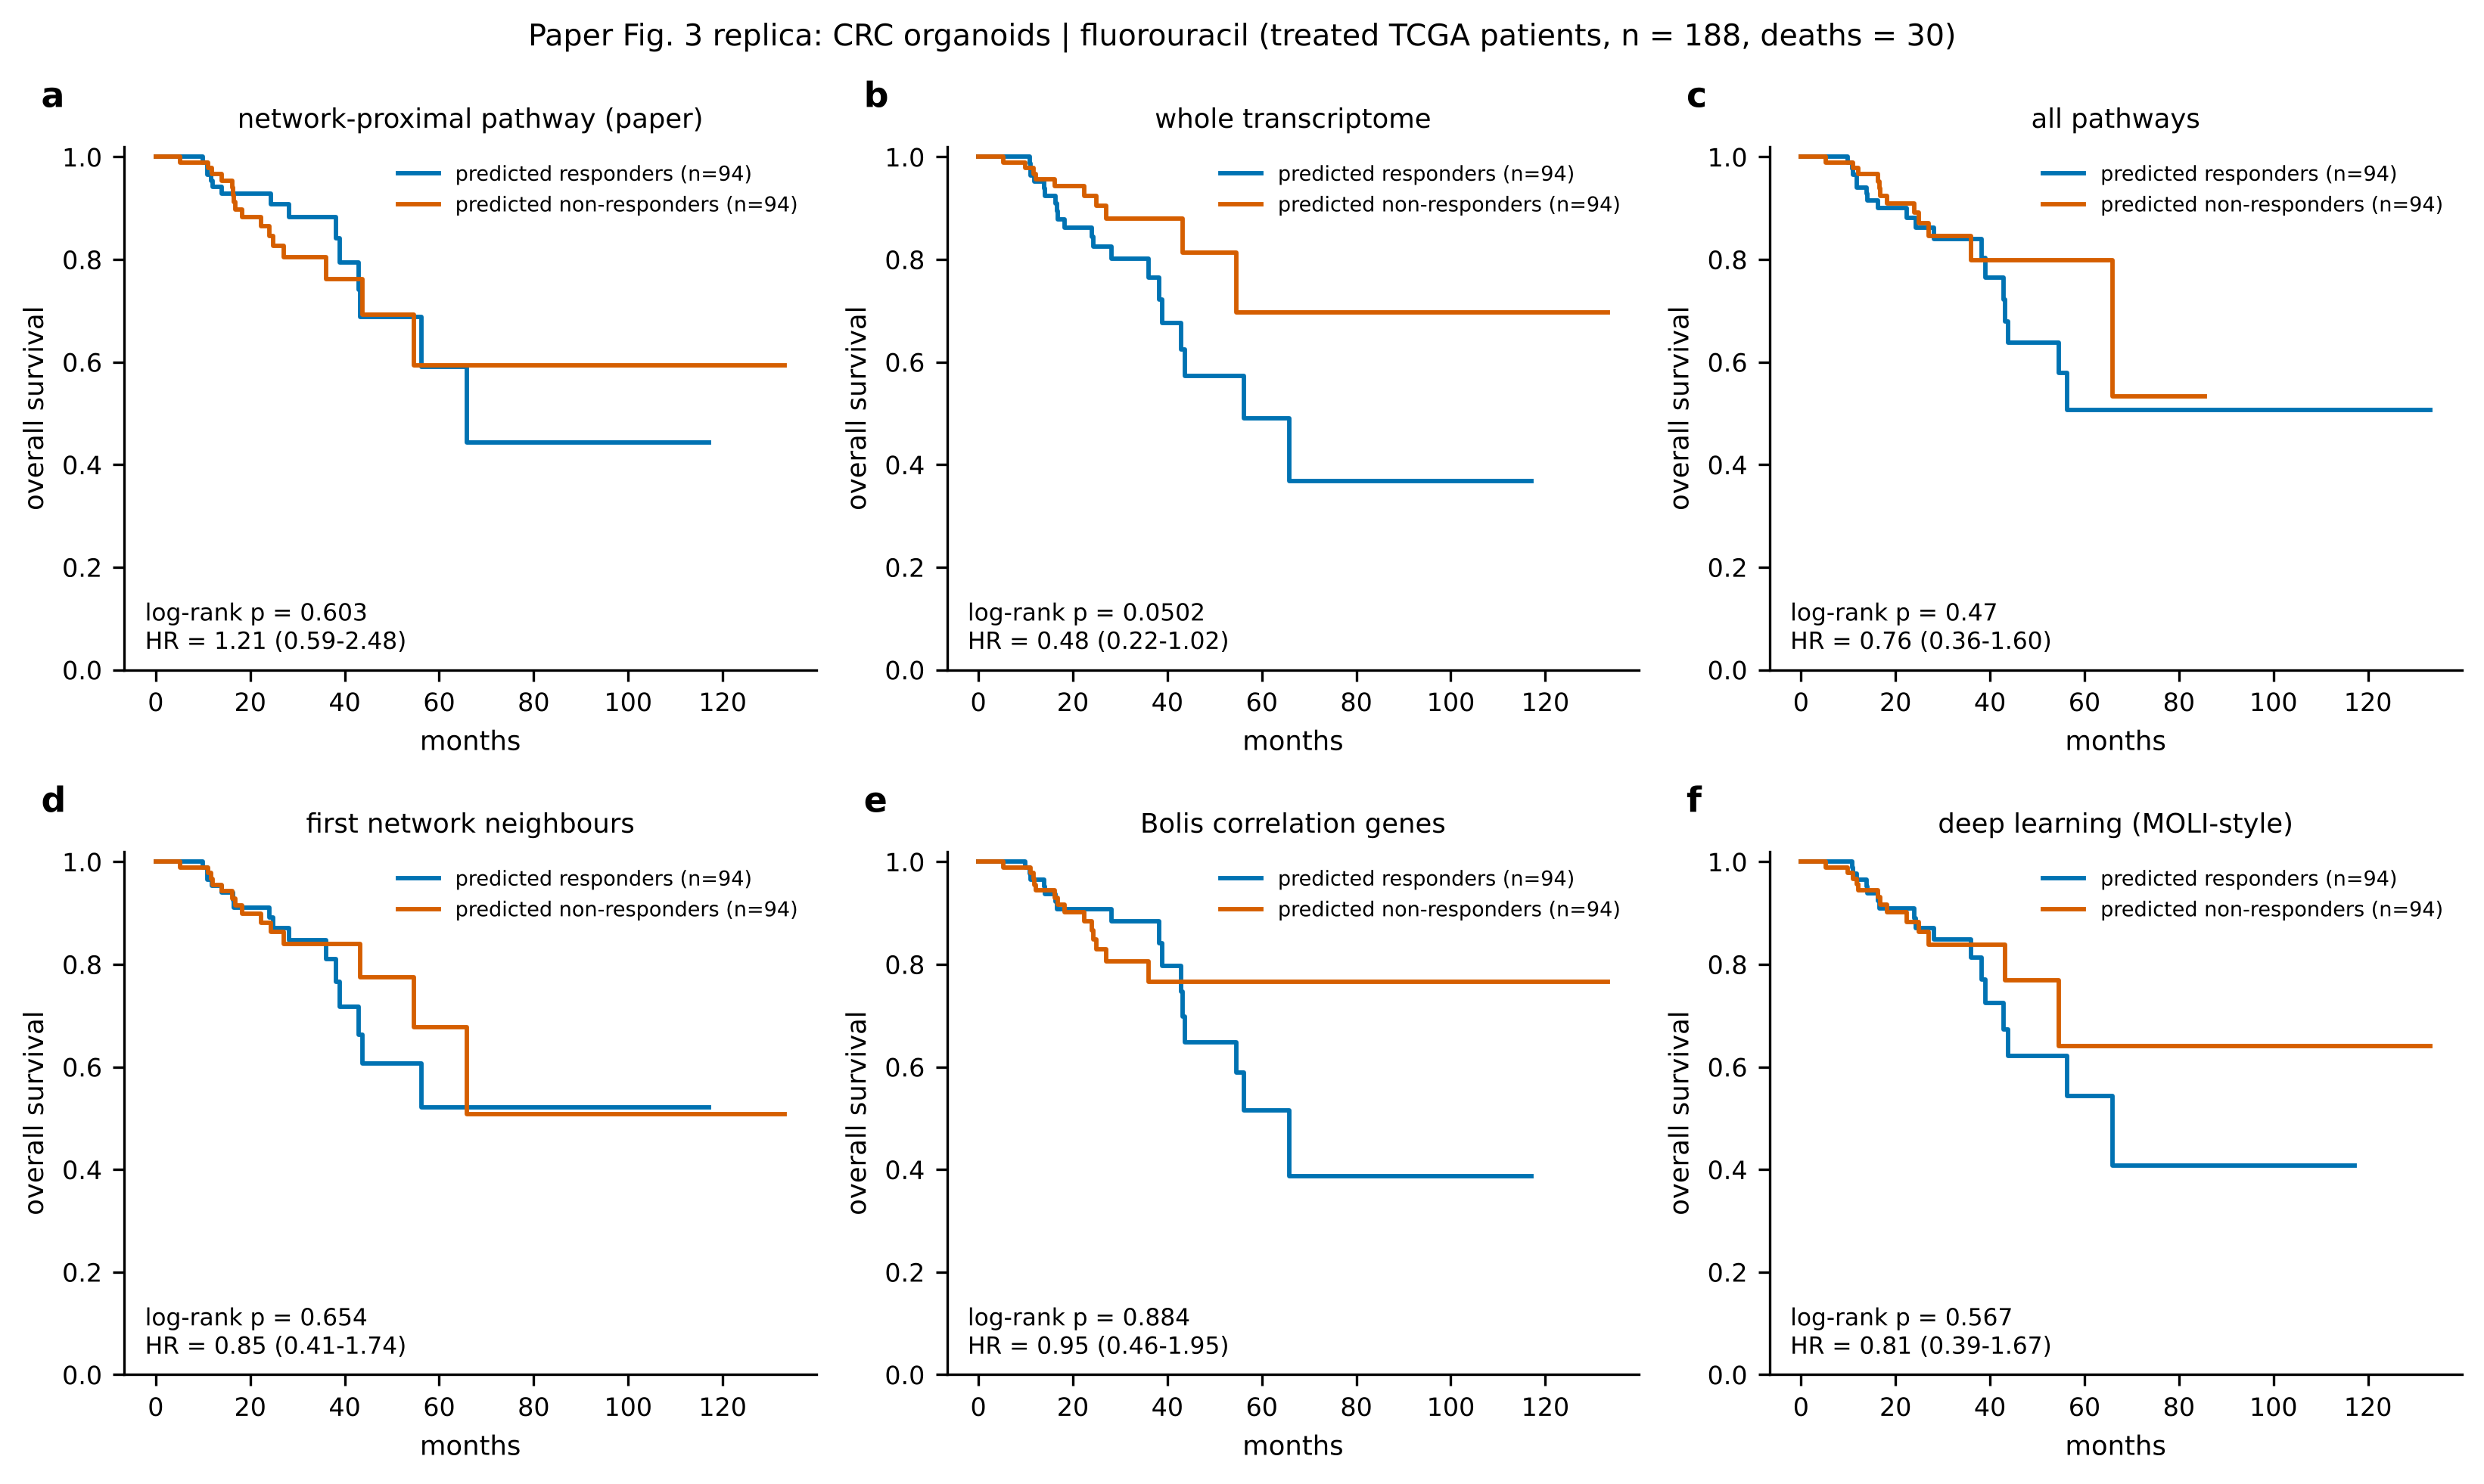 Paper Fig. 3 replica: CRC organoids | fluorouracil (treated TCGA patients, n = 188, deaths = 30)
a
network-proximal pathway (paper)
predicted responders (n=94)
predicted non-responders (n=94)
overall survival
1.0
0.8
0.6
0.4
0.2
0.0
log-rank p = 0.603
HR = 1.21 (0.59-2.48)
0 20 40 60 80 100 120
months
b
whole transcriptome
predicted responders (n=94)
predicted non-responders (n=94)
overall survival
1.0
0.8
0.6
0.4
0.2
0.0
log-rank p = 0.0502
HR = 0.48 (0.22-1.02)
0 20 40 60 80 100 120
months
c
all pathways
predicted responders (n=94)
predicted non-responders (n=94)
overall survival
1.0
0.8
0.6
0.4
0.2
0.0
log-rank p = 0.47
HR = 0.76 (0.36-1.60)
0 20 40 60 80 100 120
months
d
first network neighbours
predicted responders (n=94)
predicted non-responders (n=94)
overall survival
1.0
0.8
0.6
0.4
0.2
0.0
log-rank p = 0.654
HR = 0.85 (0.41-1.74)
0 20 40 60 80 100 120
months
e
Bolis correlation genes
predicted responders (n=94)
predicted non-responders (n=94)
overall survival
1.0
0.8
0.6
0.4
0.2
0.0
log-rank p = 0.884
HR = 0.95 (0.46-1.95)
0 20 40 60 80 100 120
months
f
deep learning (MOLI-style)
predicted responders (n=94)
predicted non-responders (n=94)
overall survival
1.0
0.8
0.6
0.4
0.2
0.0
log-rank p = 0.567
HR = 0.81 (0.39-1.67)
0 20 40 60 80 100 120
months